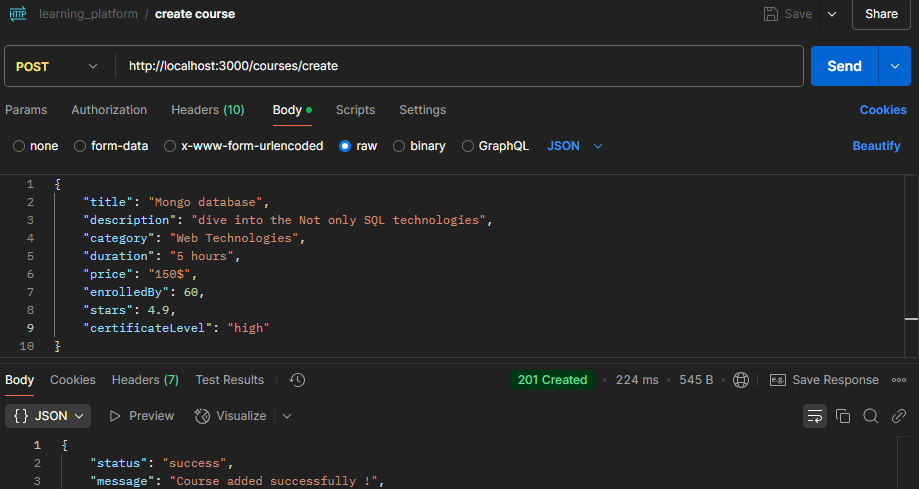 HTTP learning_platform / create course Save Share
POST http://localhost:3000/courses/create Send
Params Authorization Headers (10) Body Scripts Settings Cookies
none form-data x-www-form-urlencoded raw binary GraphQL JSON Beautify
1 {
2 "title": "Mongo database",
3 "description": "dive into the Not only SQL technologies",
4 "category": "Web Technologies",
5 "duration": "5 hours",
6 "price": "150$",
7 "enrolledBy": 60,
8 "stars": 4.9,
9 "certificateLevel": "high"
10 }
Body Cookies Headers (7) Test Results 201 Created 224 ms 545 B e.g. Save Response
{} JSON Preview Visualize
1 {
2 "status": "success",
3 "message": "Course added successfully !",